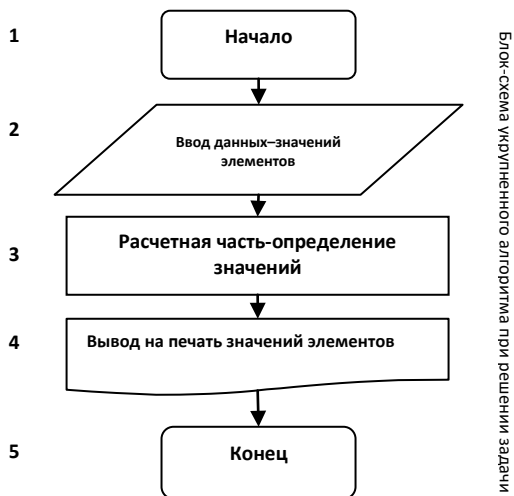 1
Начало
2
Ввод данных–значений
элементов
3
Расчетная часть-определение
значений
4
Вывод на печать значений элементов
5
Конец
Блок-схема укрупненного алгоритма при решении задачи